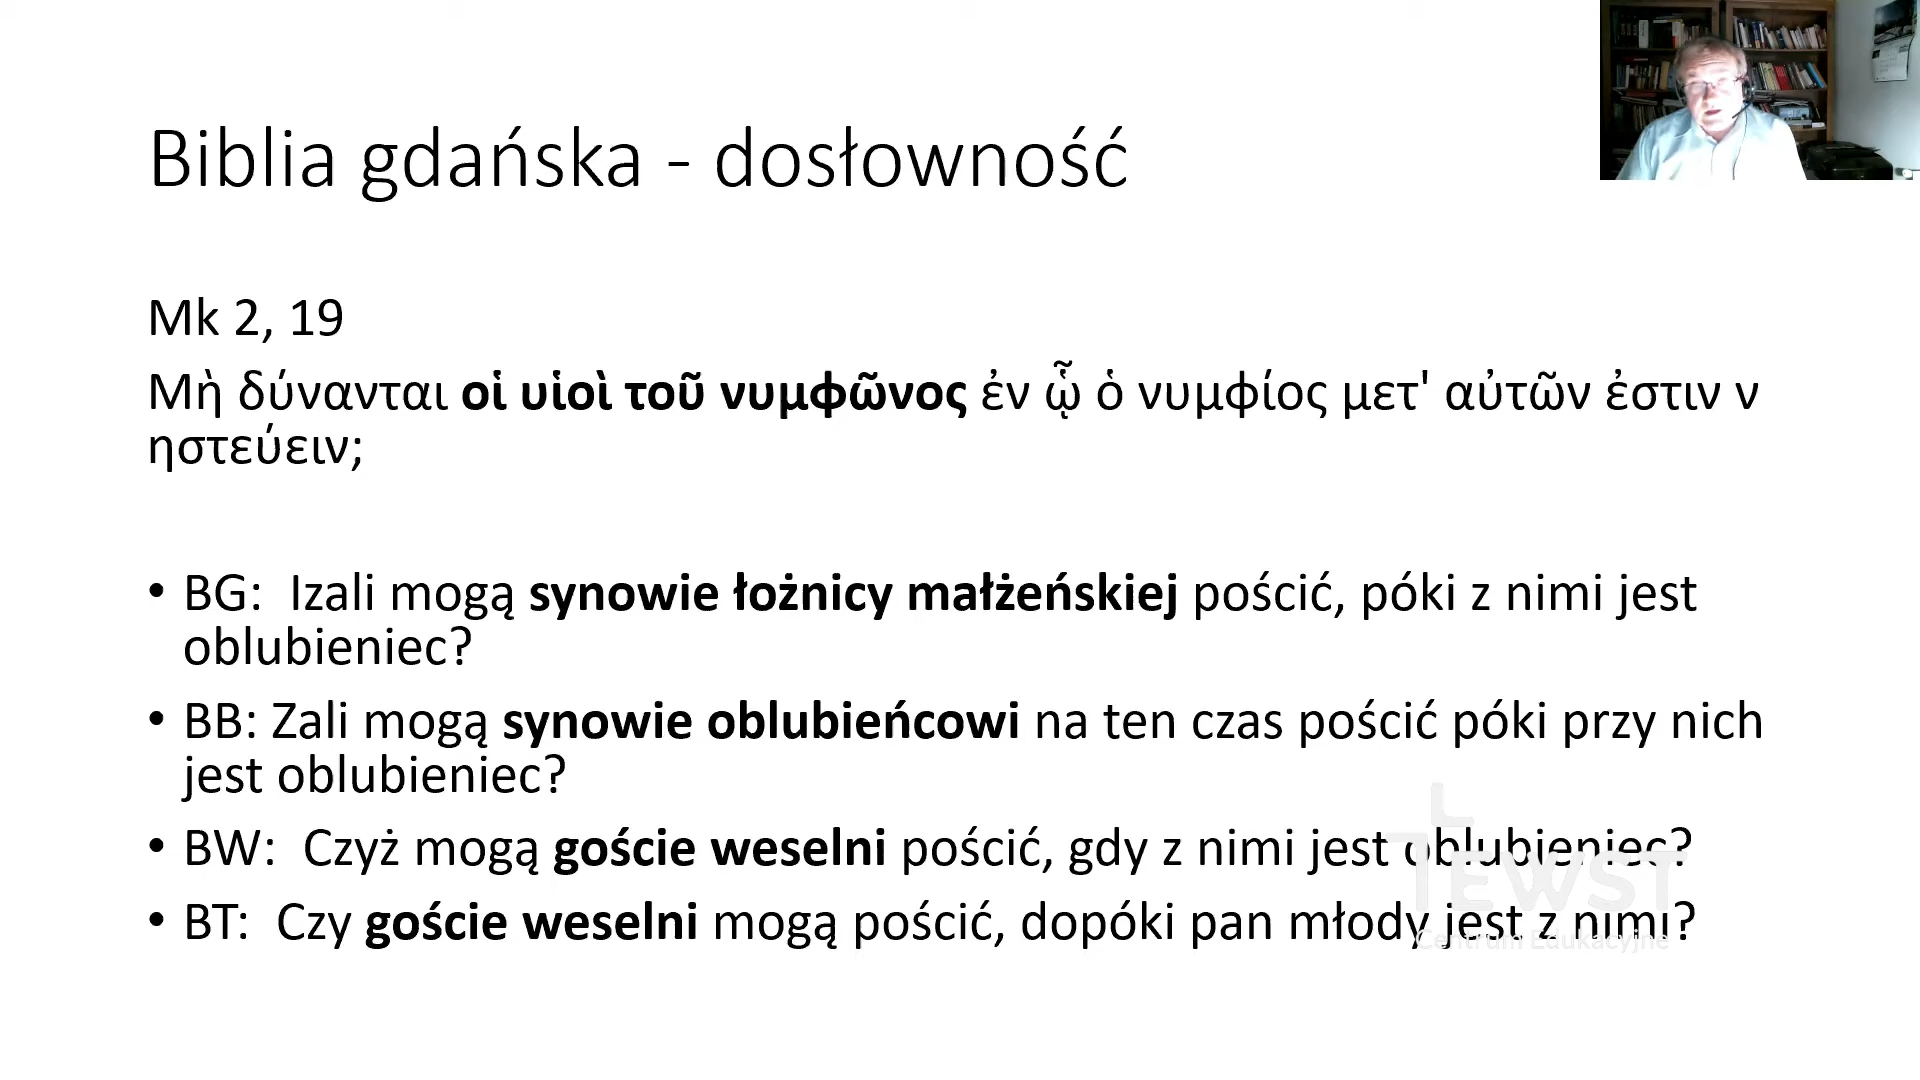 Biblia gdańska - dosłowność
Mk 2, 19
Μὴ δύνανται οἱ υἱοὶ τοῦ νυμφῶνος ἐν ᾧ ὁ νυμφίος μετ' αὐτῶν ἐστιν ν
ηστεύειν;
• BG:  Izali mogą synowie łożnicy małżeńskiej pościć, póki z nimi jest
oblubieniec?
• BB: Zali mogą synowie oblubieńcowi na ten czas pościć póki przy nich
jest oblubieniec?
• BW:  Czyż mogą goście weselni pościć, gdy z nimi jest oblubieniec?
• BT:  Czy goście weselni mogą pościć, dopóki pan młody jest z nimi?
TEWST
Centrum Edukacyjne